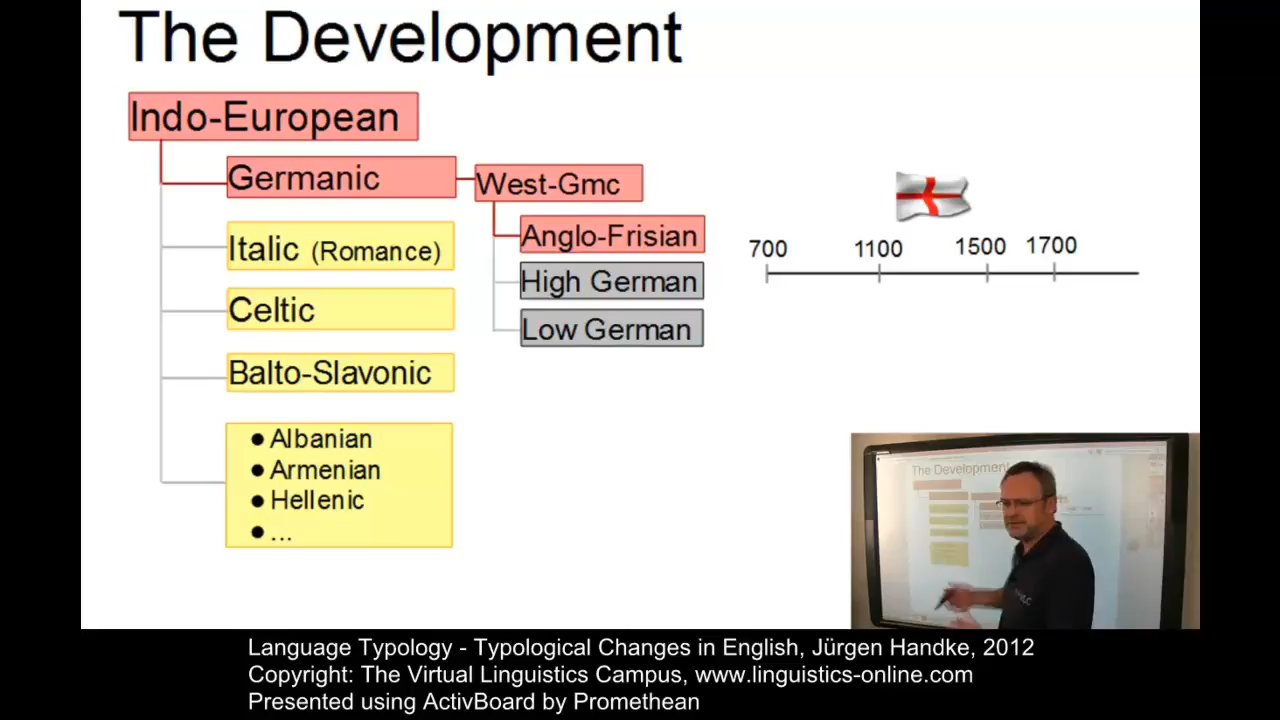 The Development
Indo-European
Germanic
West-Gmc
Anglo-Frisian
High German
Low German
Italic (Romance)
Celtic
Balto-Slavonic
● Albanian
● Armenian
● Hellenic
● ...
700 1100 1500 1700
The Development
Language Typology - Typological Changes in English, Jürgen Handke, 2012
Copyright: The Virtual Linguistics Campus, www.linguistics-online.com
Presented using ActivBoard by Promethean